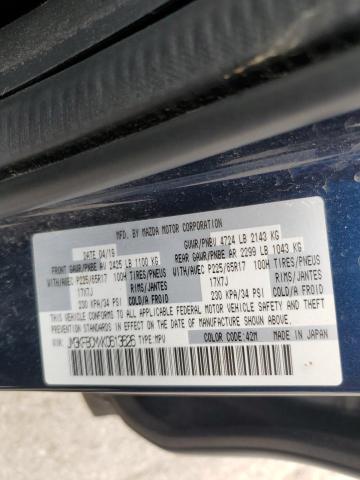 MFD. BY MAZDA MOTOR CORPORATION
DATE 04/19 GVWR/PNBV 4724 LB 2143 KG
FRONT GAWR/PNBE AV 2425 LB 1100 KG REAR GAWR/PNBE AR 2299 LB 1043 KG
WITH/AVEC P225/65R17 100H TIRES/PNEUS WITH/AVEC P225/65R17 100H TIRES/PNEUS
17X7J RIMS/JANTES 17X7J RIMS/JANTES
230 KPA/34 PSI COLD/A FROID 230 KPA/34 PSI COLD/A FROID
THIS VEHICLE CONFORMS TO ALL APPLICABLE FEDERAL MOTOR VEHICLE
SAFETY, BUMPER, AND THEFT PREVENTION STANDARDS IN EFFECT ON THE
DATE OF MANUFACTURE SHOWN ABOVE.
TYPE MPV COLOR CODE:42M MADE IN JAPAN